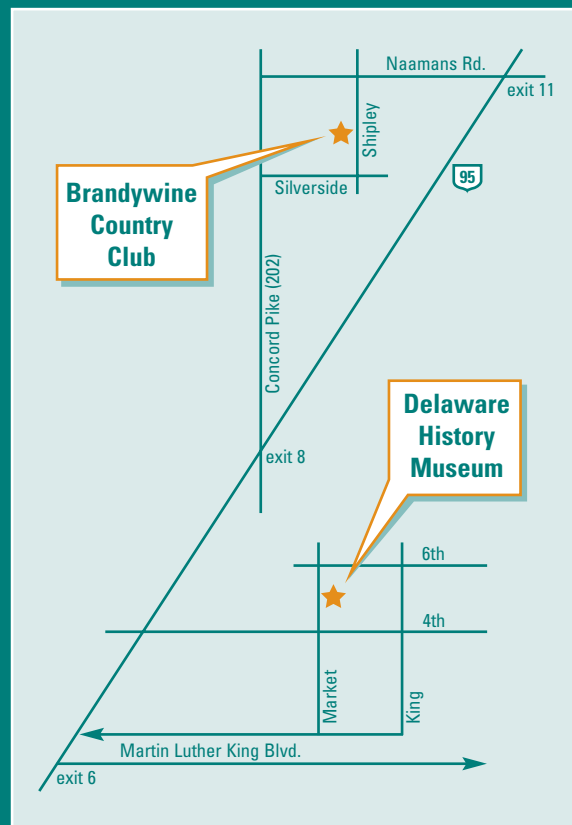 Naamans Rd.
exit 11
Shipley
95
Silverside
Brandywine
Country
Club
Concord Pike (202)
exit 8
Delaware
History
Museum
6th
4th
Market
King
Martin Luther King Blvd.
exit 6